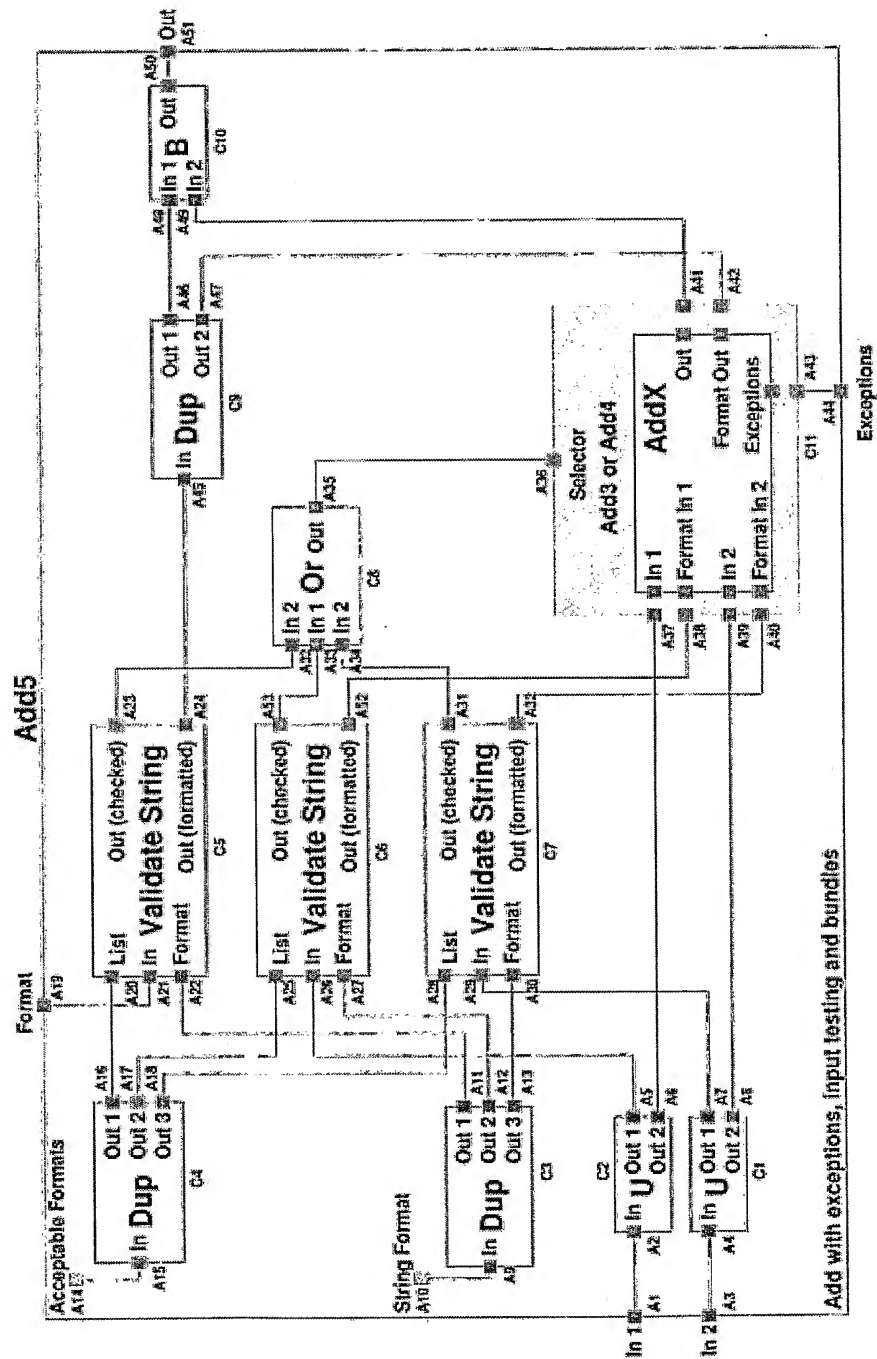 Add5
Format
A19
Acceptable Formats
A14
In Dup
Out 1
Out 2
Out 3
A15
A16
A17
A18
C4
String Format
A10
In Dup
Out 1
Out 2
Out 3
A9
A11
A12
A13
C3
In 1
A1
C2
In U Out 1
Out 2
A2
A5
A6
In 2
A3
In U Out 1
Out 2
A4
A7
A8
C1
List Out (checked)
In Validate String
Format Out (formatted)
A20
A21
A22
A23
A24
C5
List Out (checked)
In Validate String
Format Out (formatted)
A25
A26
A27
A53
A52
C6
List Out (checked)
In Validate String
Format Out (formatted)
A28
A29
A30
A31
A32
C7
In 2
In 1 Or Out
In 2
A32
A33
A34
A35
C8
In Dup
Out 1
Out 2
A45
A46
A47
C9
In 1 Out
B
In 2
A48
A49
A50
C10
Out
A51
A36
Selector
Add3 or Add4
In 1
Format In 1
In 2
Format In 2
AddX
Out
Format Out
Exceptions
A37
A38
A39
A40
A41
A42
A43
C11
A44
Exceptions
Add with exceptions, input testing and bundles